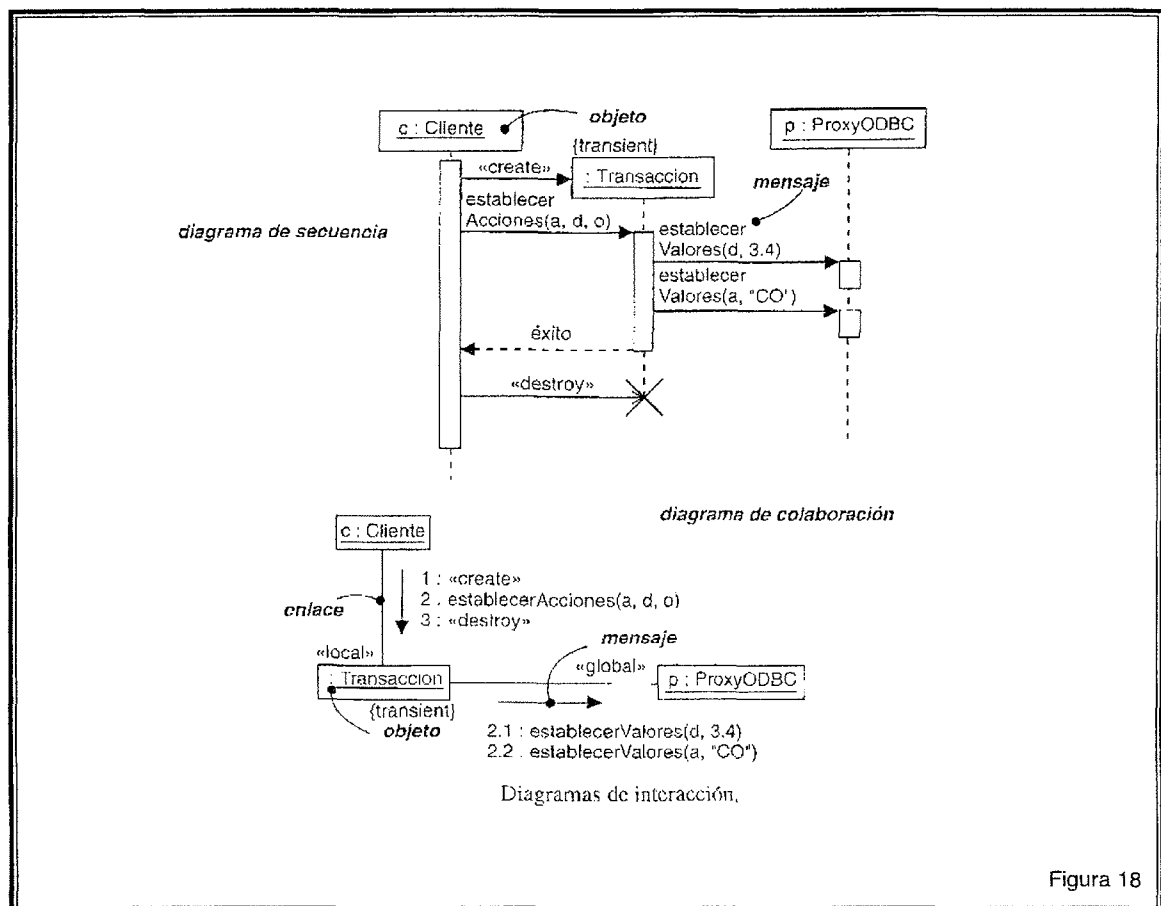 objeto
c : Cliente
p : ProxyODBC
{transient}
«create»
: Transaccion
mensaje
establecer
Acciones(a, d, o)
diagrama de secuencia
establecer
Valores(d, 3.4)
establecer
Valores(a, "CO")
éxito
«destroy»
diagrama de colaboración
c : Cliente
1 : «create»
2 . establecerAcciones(a, d, o)
3 : «destroy»
enlace
mensaje
«local»
«global»
: Transaccion
p : ProxyODBC
{transient}
objeto
2.1 : establecerValores(d, 3.4)
2.2 . establecerValores(a, "CO")
Diagramas de interacción.
Figura 18